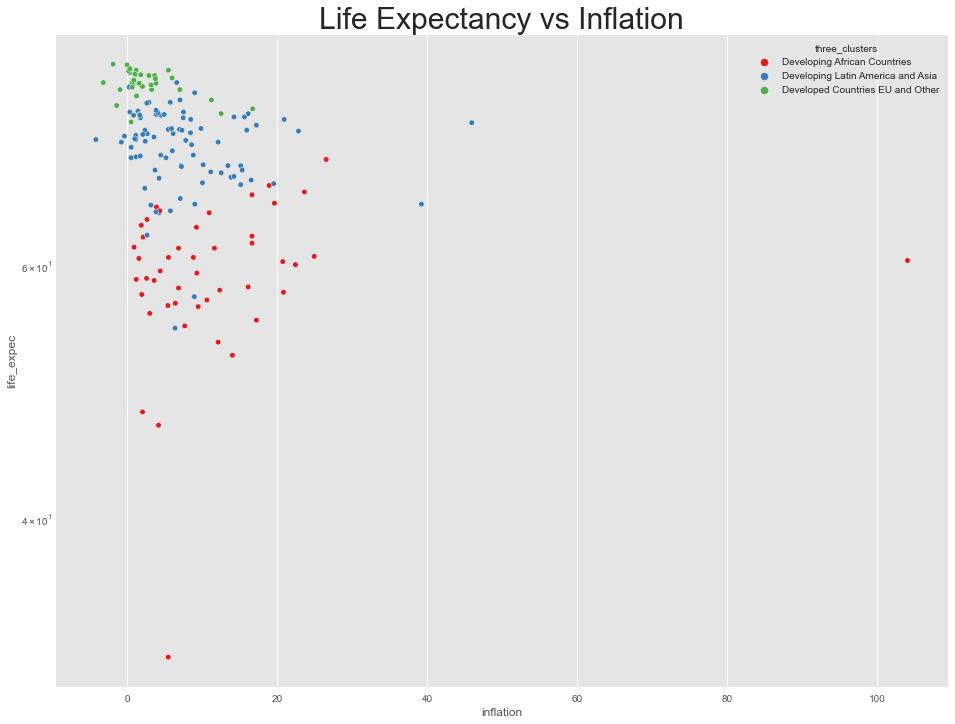 Life Expectancy vs Inflation
three_clusters
Developing African Countries
Developing Latin America and Asia
Developed Countries EU and Other
life_expec
6 × 10¹
4 × 10¹
0 20 40 60 80 100
inflation